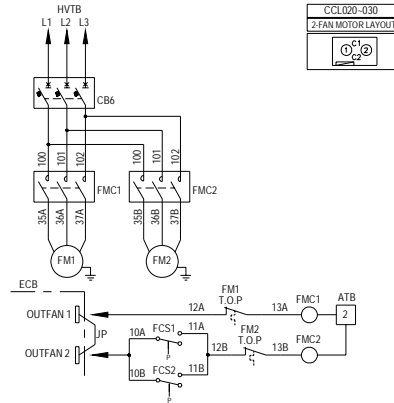 HVTB
L1 L2 L3
CB6
100 101 102
100 101 102
FMC1
FMC2
35A 36A 37A
35B 36B 37B
FM1
FM2
CCL020~030
2-FAN MOTOR LAYOUT
C1
1 2
C2
ECB
OUTFAN 1
JP
OUTFAN 2
12A
FM1
T.O.P
13A
FMC1
ATB
2
10A
FCS1
11A
P
12B
FM2
T.O.P
13B
FMC2
10B
FCS2
11B
P